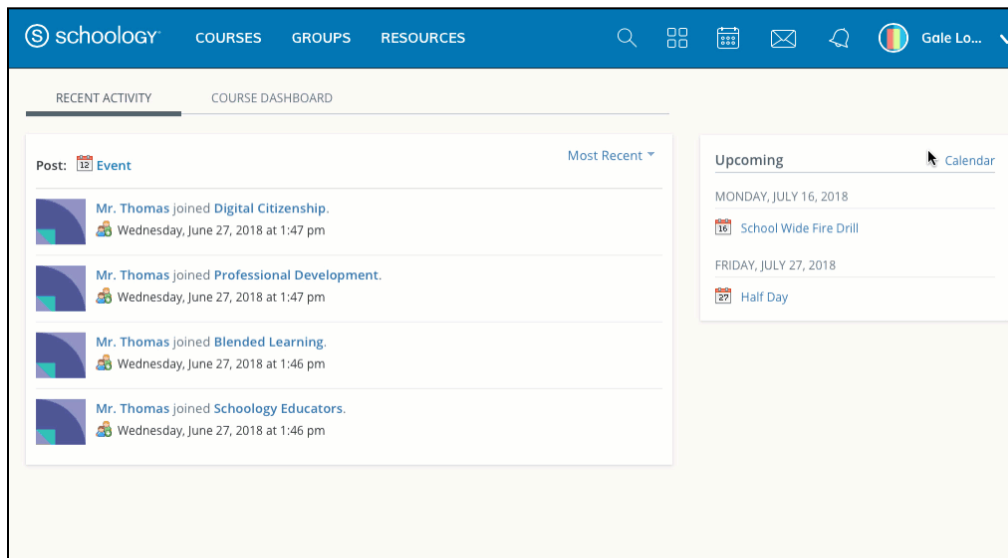 schoology
COURSES
GROUPS
RESOURCES
Gale Lo...
RECENT ACTIVITY
COURSE DASHBOARD
Post: 12 Event
Most Recent
Mr. Thomas joined Digital Citizenship.
Wednesday, June 27, 2018 at 1:47 pm
Mr. Thomas joined Professional Development.
Wednesday, June 27, 2018 at 1:47 pm
Mr. Thomas joined Blended Learning.
Wednesday, June 27, 2018 at 1:46 pm
Mr. Thomas joined Schoology Educators.
Wednesday, June 27, 2018 at 1:46 pm
Upcoming
Calendar
MONDAY, JULY 16, 2018
16 School Wide Fire Drill
FRIDAY, JULY 27, 2018
27 Half Day